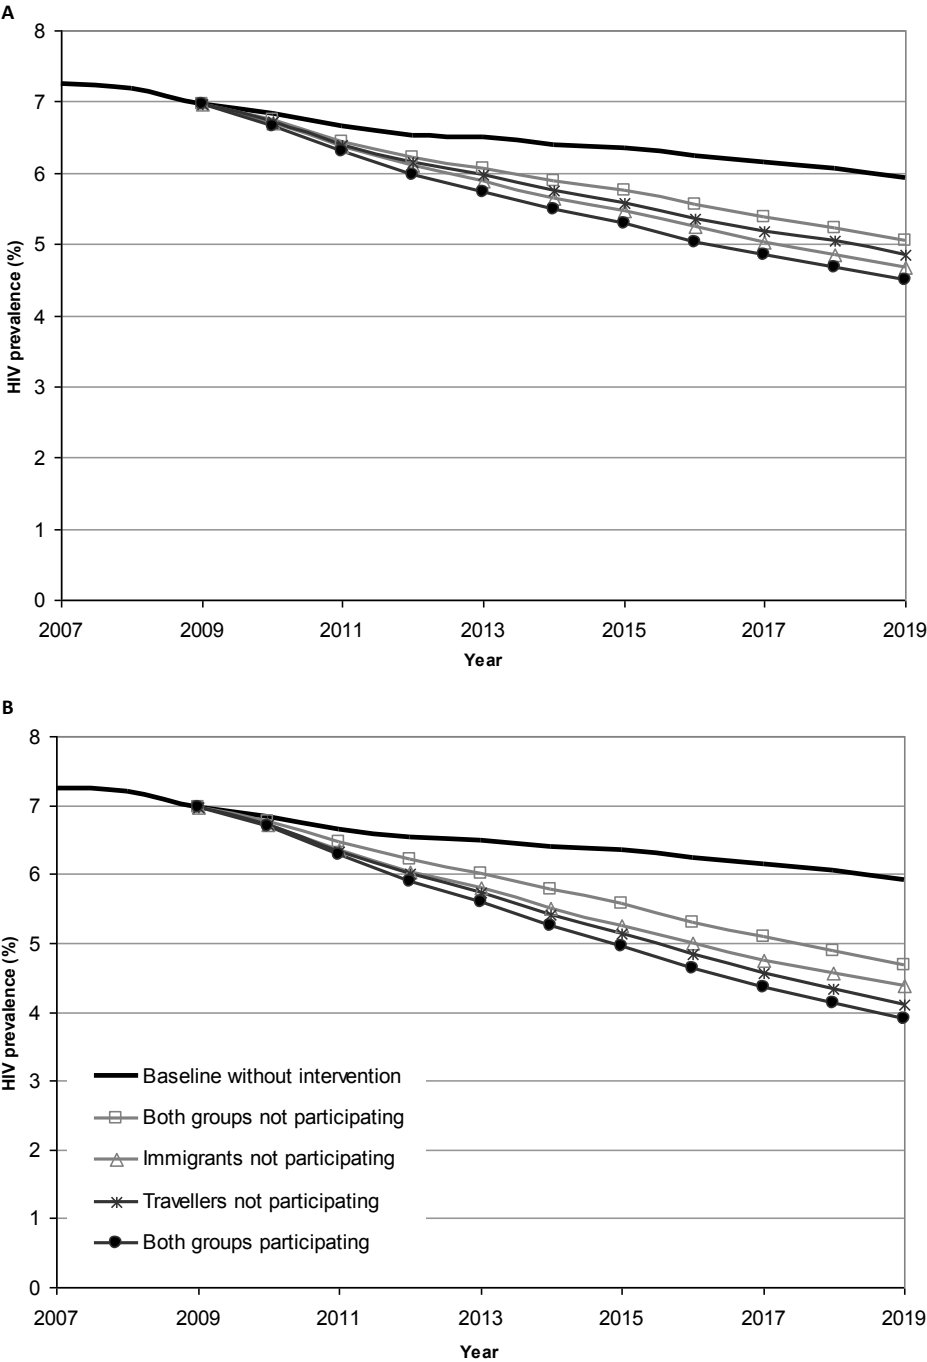 A
8
7
6
5
4
3
2
1
0
HIV prevalence (%)
2007 2009 2011 2013 2015 2017 2019
Year
B
8
7
6
5
4
3
2
1
0
HIV prevalence (%)
Baseline without intervention
Both groups not participating
Immigrants not participating
Travellers not participating
Both groups participating
2007 2009 2011 2013 2015 2017 2019
Year